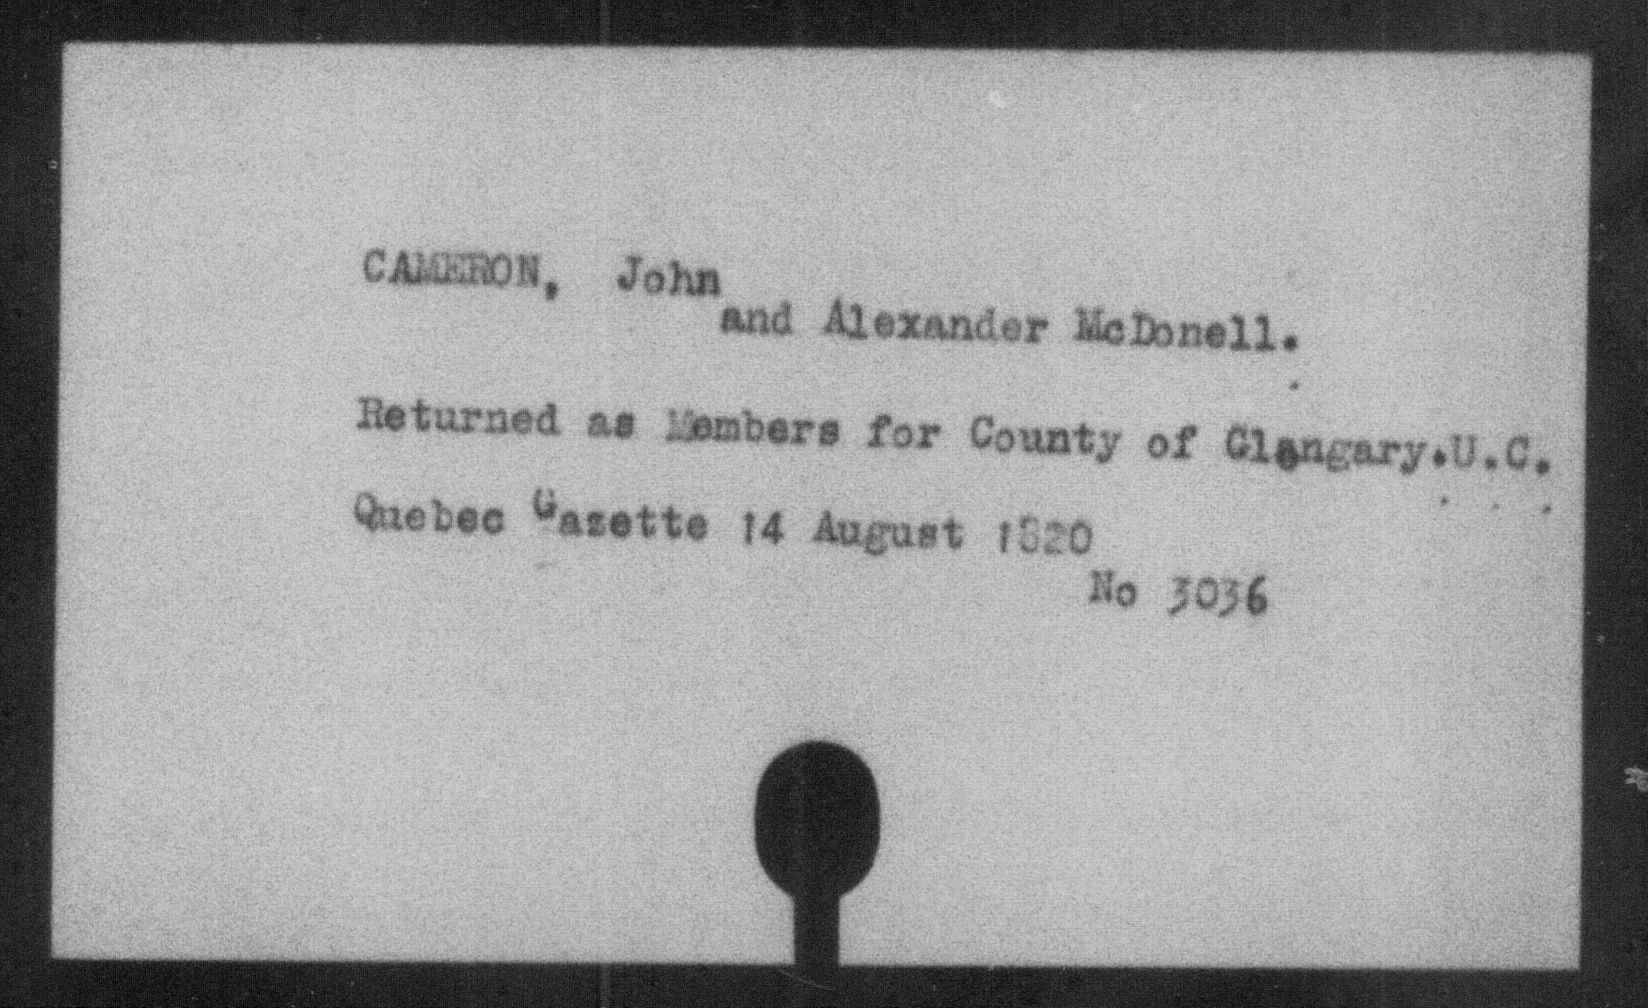 CAMERON, John
and Alexander McDonell.
Returned as Members for County of Glengary.U.C.
Quebec Gazette 14 August 1820
No 3036